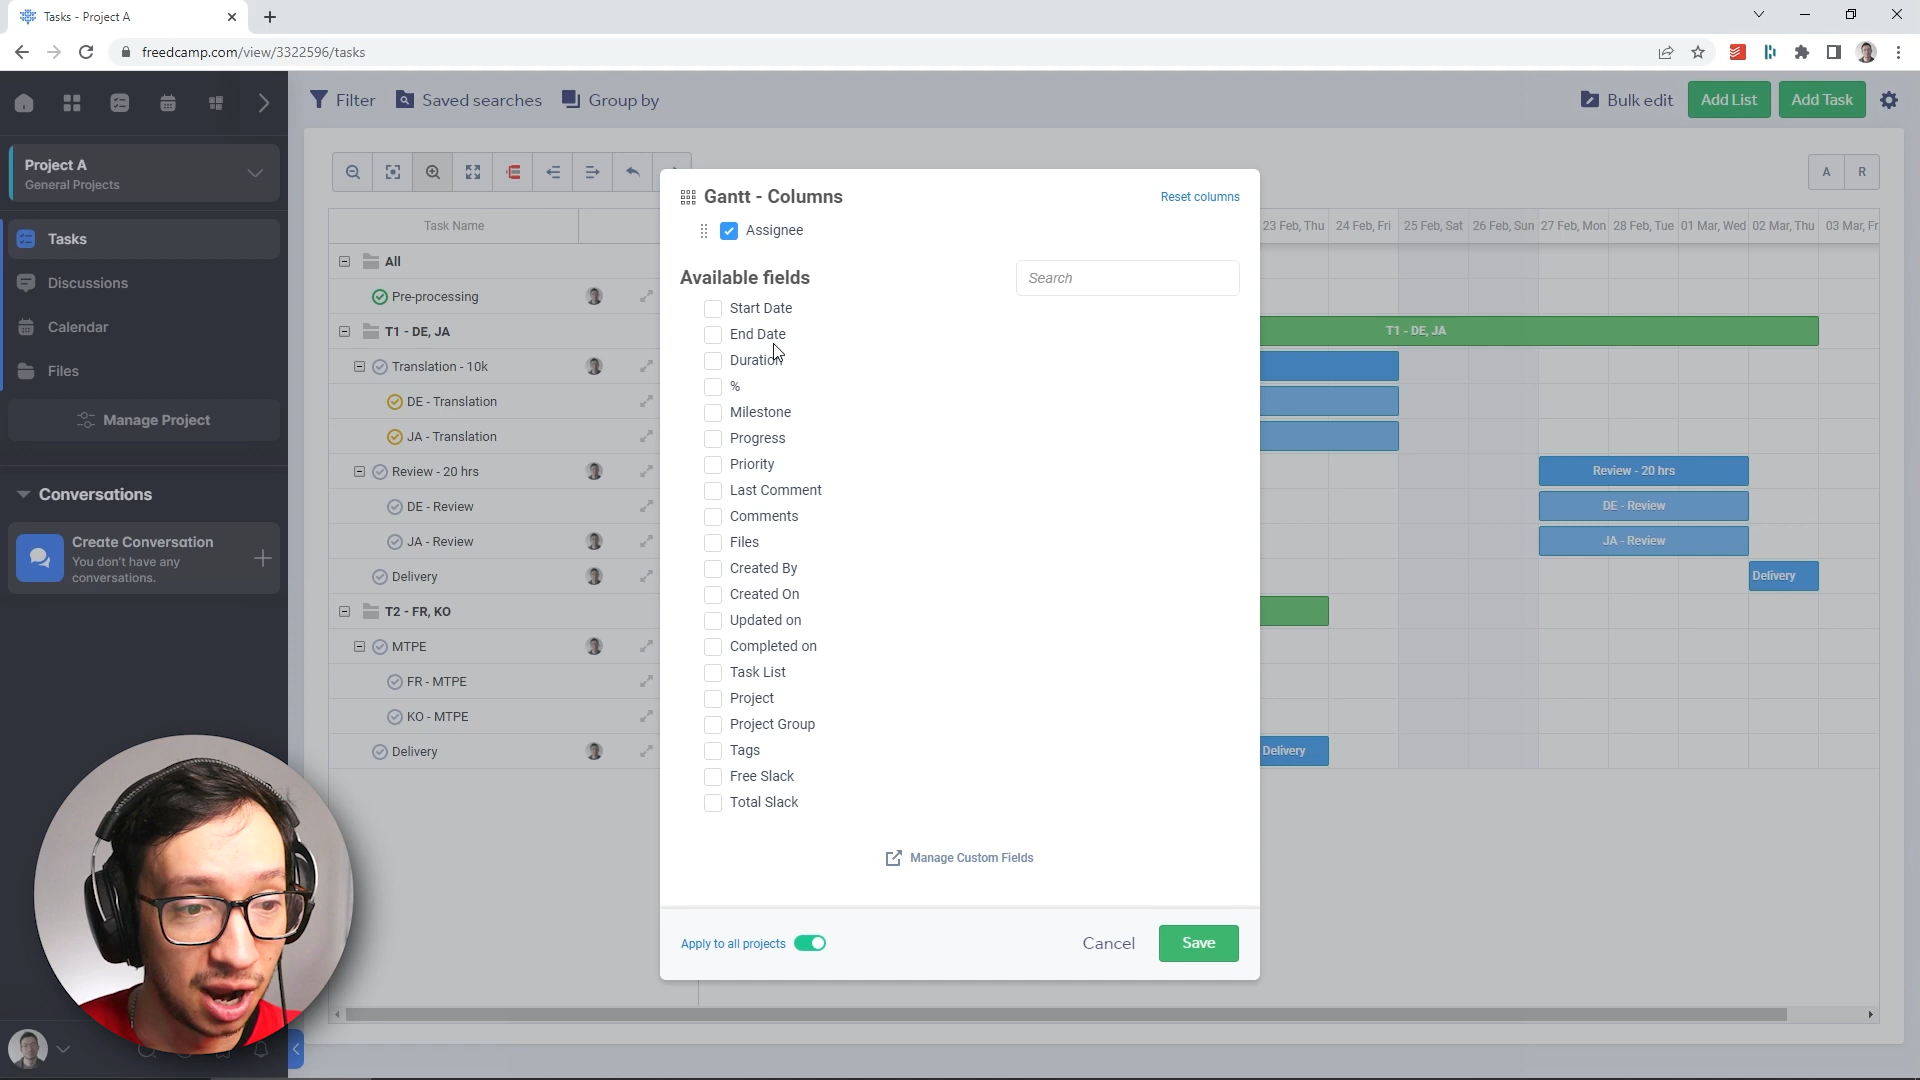 Tasks - Project A
freedcamp.com/view/3322596/tasks
Filter
Saved searches
Group by
Bulk edit
Add List
Add Task
Project A
General Projects
Tasks
Discussions
Calendar
Files
Manage Project
Conversations
Create Conversation
You don't have any
conversations.
A
R
Task Name
All
Pre-processing
T1 - DE, JA
Translation - 10k
DE - Translation
JA - Translation
Review - 20 hrs
DE - Review
JA - Review
Delivery
T2 - FR, KO
MTPE
FR - MTPE
KO - MTPE
Delivery
Gantt - Columns
Reset columns
Assignee
Available fields
Search
Start Date
End Date
Duration
%
Milestone
Progress
Priority
Last Comment
Comments
Files
Created By
Created On
Updated on
Completed on
Task List
Project
Project Group
Tags
Free Slack
Total Slack
Manage Custom Fields
Apply to all projects
Cancel
Save
23 Feb, Thu
24 Feb, Fri
25 Feb, Sat
26 Feb, Sun
27 Feb, Mon
28 Feb, Tue
01 Mar, Wed
02 Mar, Thu
03 Mar, Fr
T1 - DE, JA
Review - 20 hrs
DE - Review
JA - Review
Delivery
Delivery